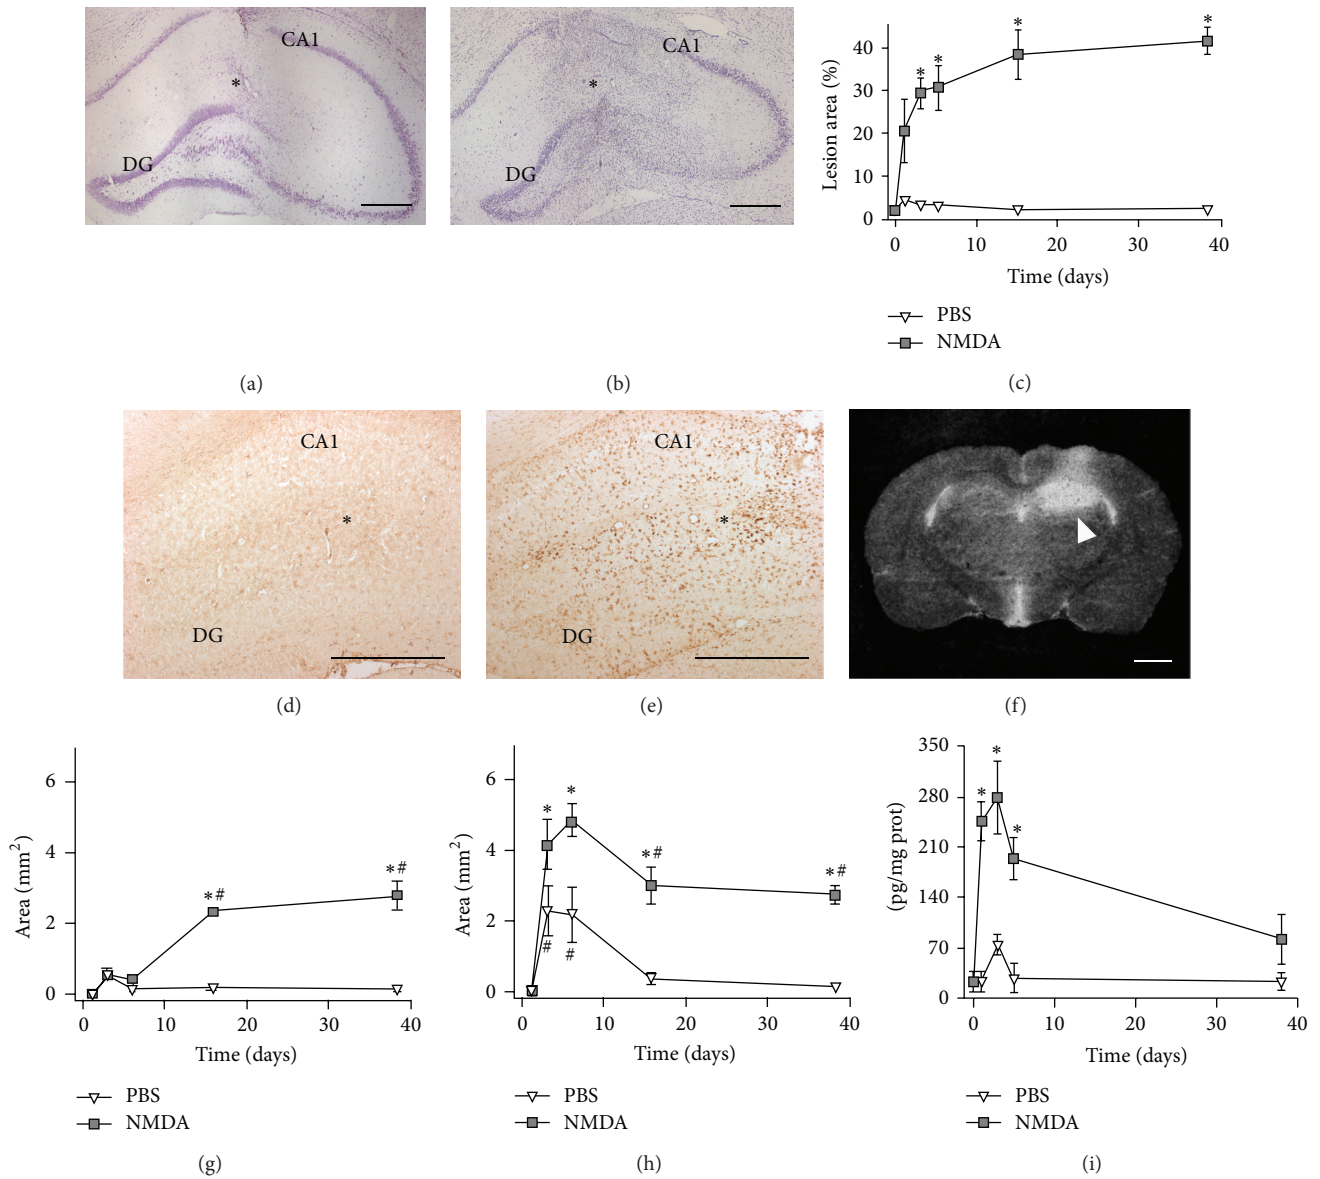 CA1
*
DG
(a)
CA1
*
DG
(b)
Lesion area (%)
40
30
20
10
0
* * * * *
0 10 20 30 40
Time (days)
PBS
NMDA
(c)
CA1
*
DG
(d)
CA1
*
DG
(e)
(f)
Area (mm²)
6
4
2
0
*# *#
0 10 20 30 40
Time (days)
PBS
NMDA
(g)
Area (mm²)
6
4
2
0
* * *# *#
# #
0 10 20 30 40
Time (days)
PBS
NMDA
(h)
(pg/mg prot)
350
280
210
140
70
0
* * *
0 10 20 30 40
Time (days)
PBS
NMDA
(i)